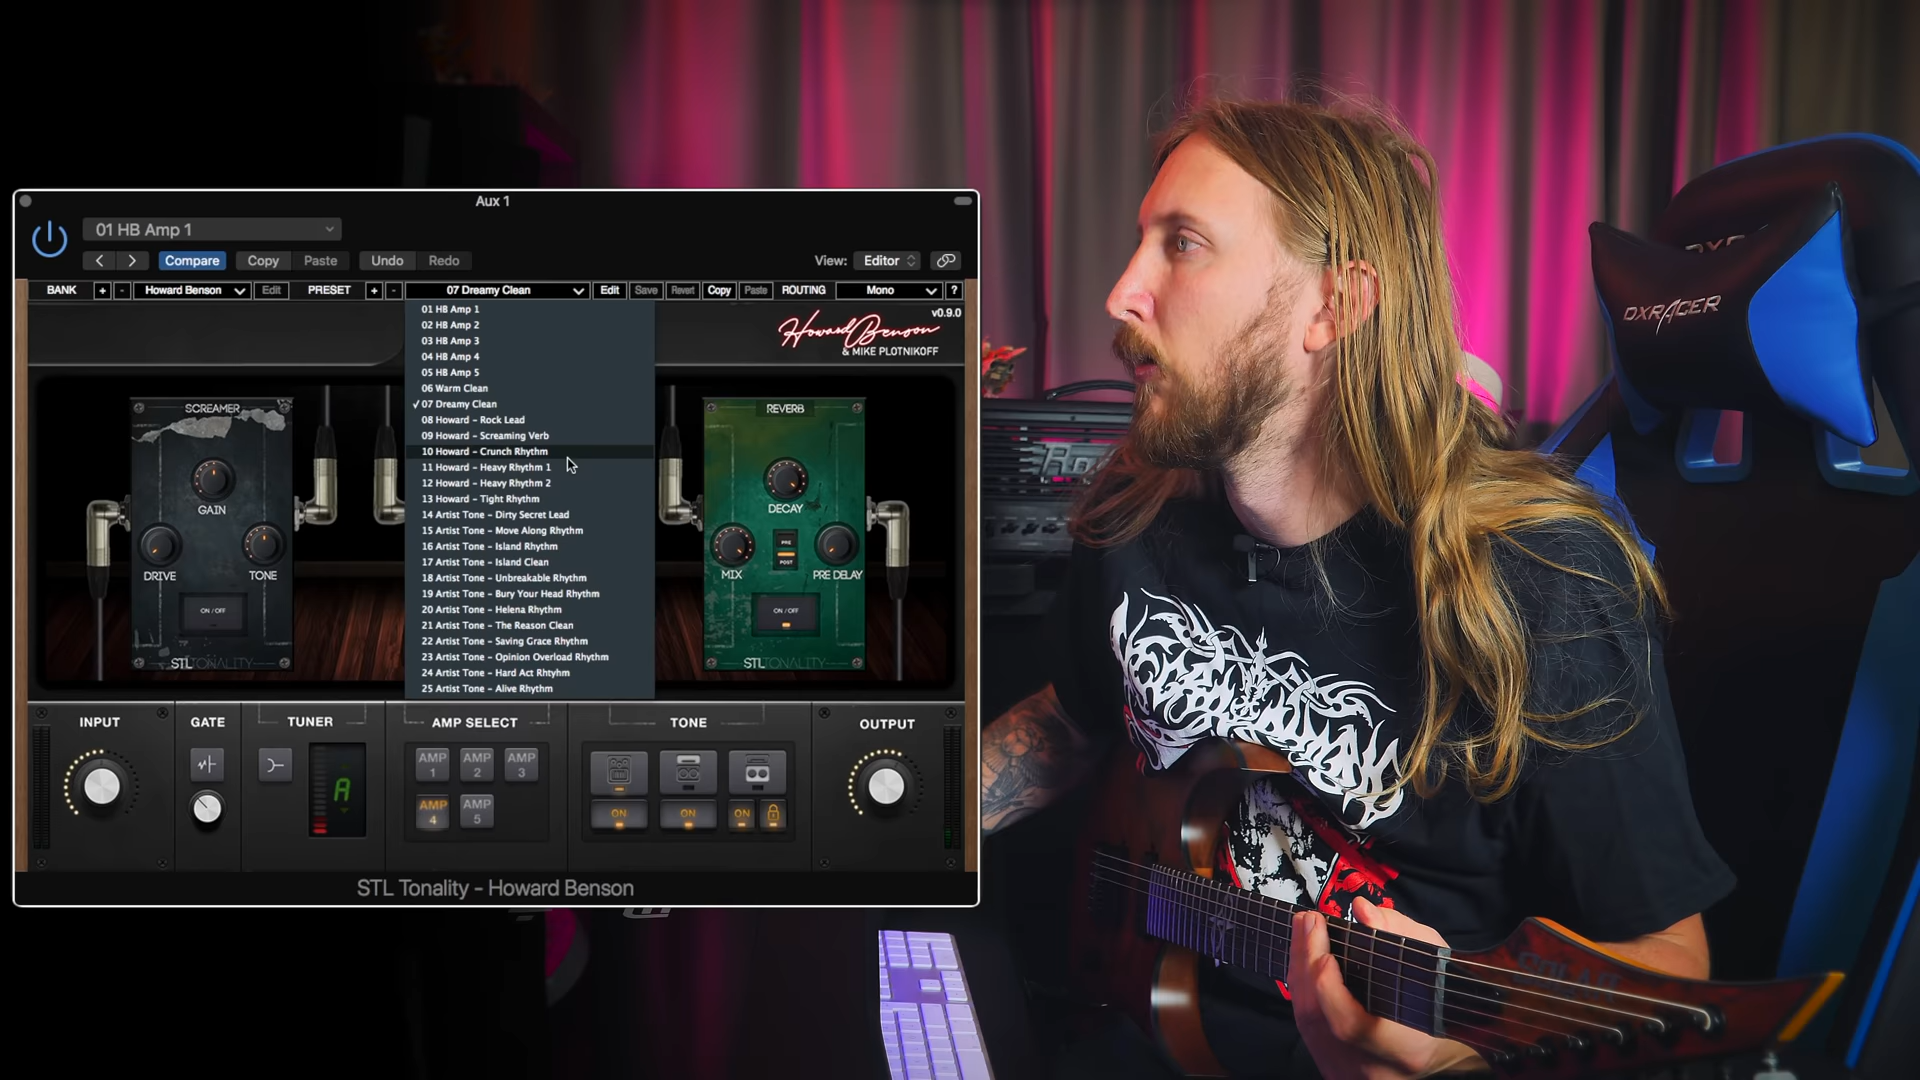 Aux 1
01 HB Amp 1
Compare Copy Paste Undo Redo View: Editor
BANK + - Howard Benson Edit PRESET + - 07 Dreamy Clean Edit Save Revert Copy Paste ROUTING Mono ?
v0.9.0
Howard Benson
& MIKE PLOTNIKOFF
01 HB Amp 1
02 HB Amp 2
03 HB Amp 3
04 HB Amp 4
05 HB Amp 5
06 Warm Clean
✓07 Dreamy Clean
08 Howard - Rock Lead
09 Howard - Screaming Verb
10 Howard - Crunch Rhythm
11 Howard - Heavy Rhythm 1
12 Howard - Heavy Rhythm 2
13 Howard - Tight Rhythm
14 Artist Tone - Dirty Secret Lead
15 Artist Tone - Move Along Rhythm
16 Artist Tone - Island Rhythm
17 Artist Tone - Island Clean
18 Artist Tone - Unbreakable Rhythm
19 Artist Tone - Bury Your Head Rhythm
20 Artist Tone - Helena Rhythm
21 Artist Tone - The Reason Clean
22 Artist Tone - Saving Grace Rhythm
23 Artist Tone - Opinion Overload Rhythm
24 Artist Tone - Hard Act Rhtyhm
25 Artist Tone - Alive Rhythm
SCREAMER
GAIN
DRIVE TONE
ON / OFF
STL TONALITY
REVERB
DECAY
PRE
POST
MIX PRE DELAY
ON / OFF
STL TONALITY
INPUT GATE TUNER AMP SELECT TONE OUTPUT
A
AMP 1 AMP 2 AMP 3
AMP 4 AMP 5
ON ON ON
STL Tonality - Howard Benson
DXRACER
SOLAR